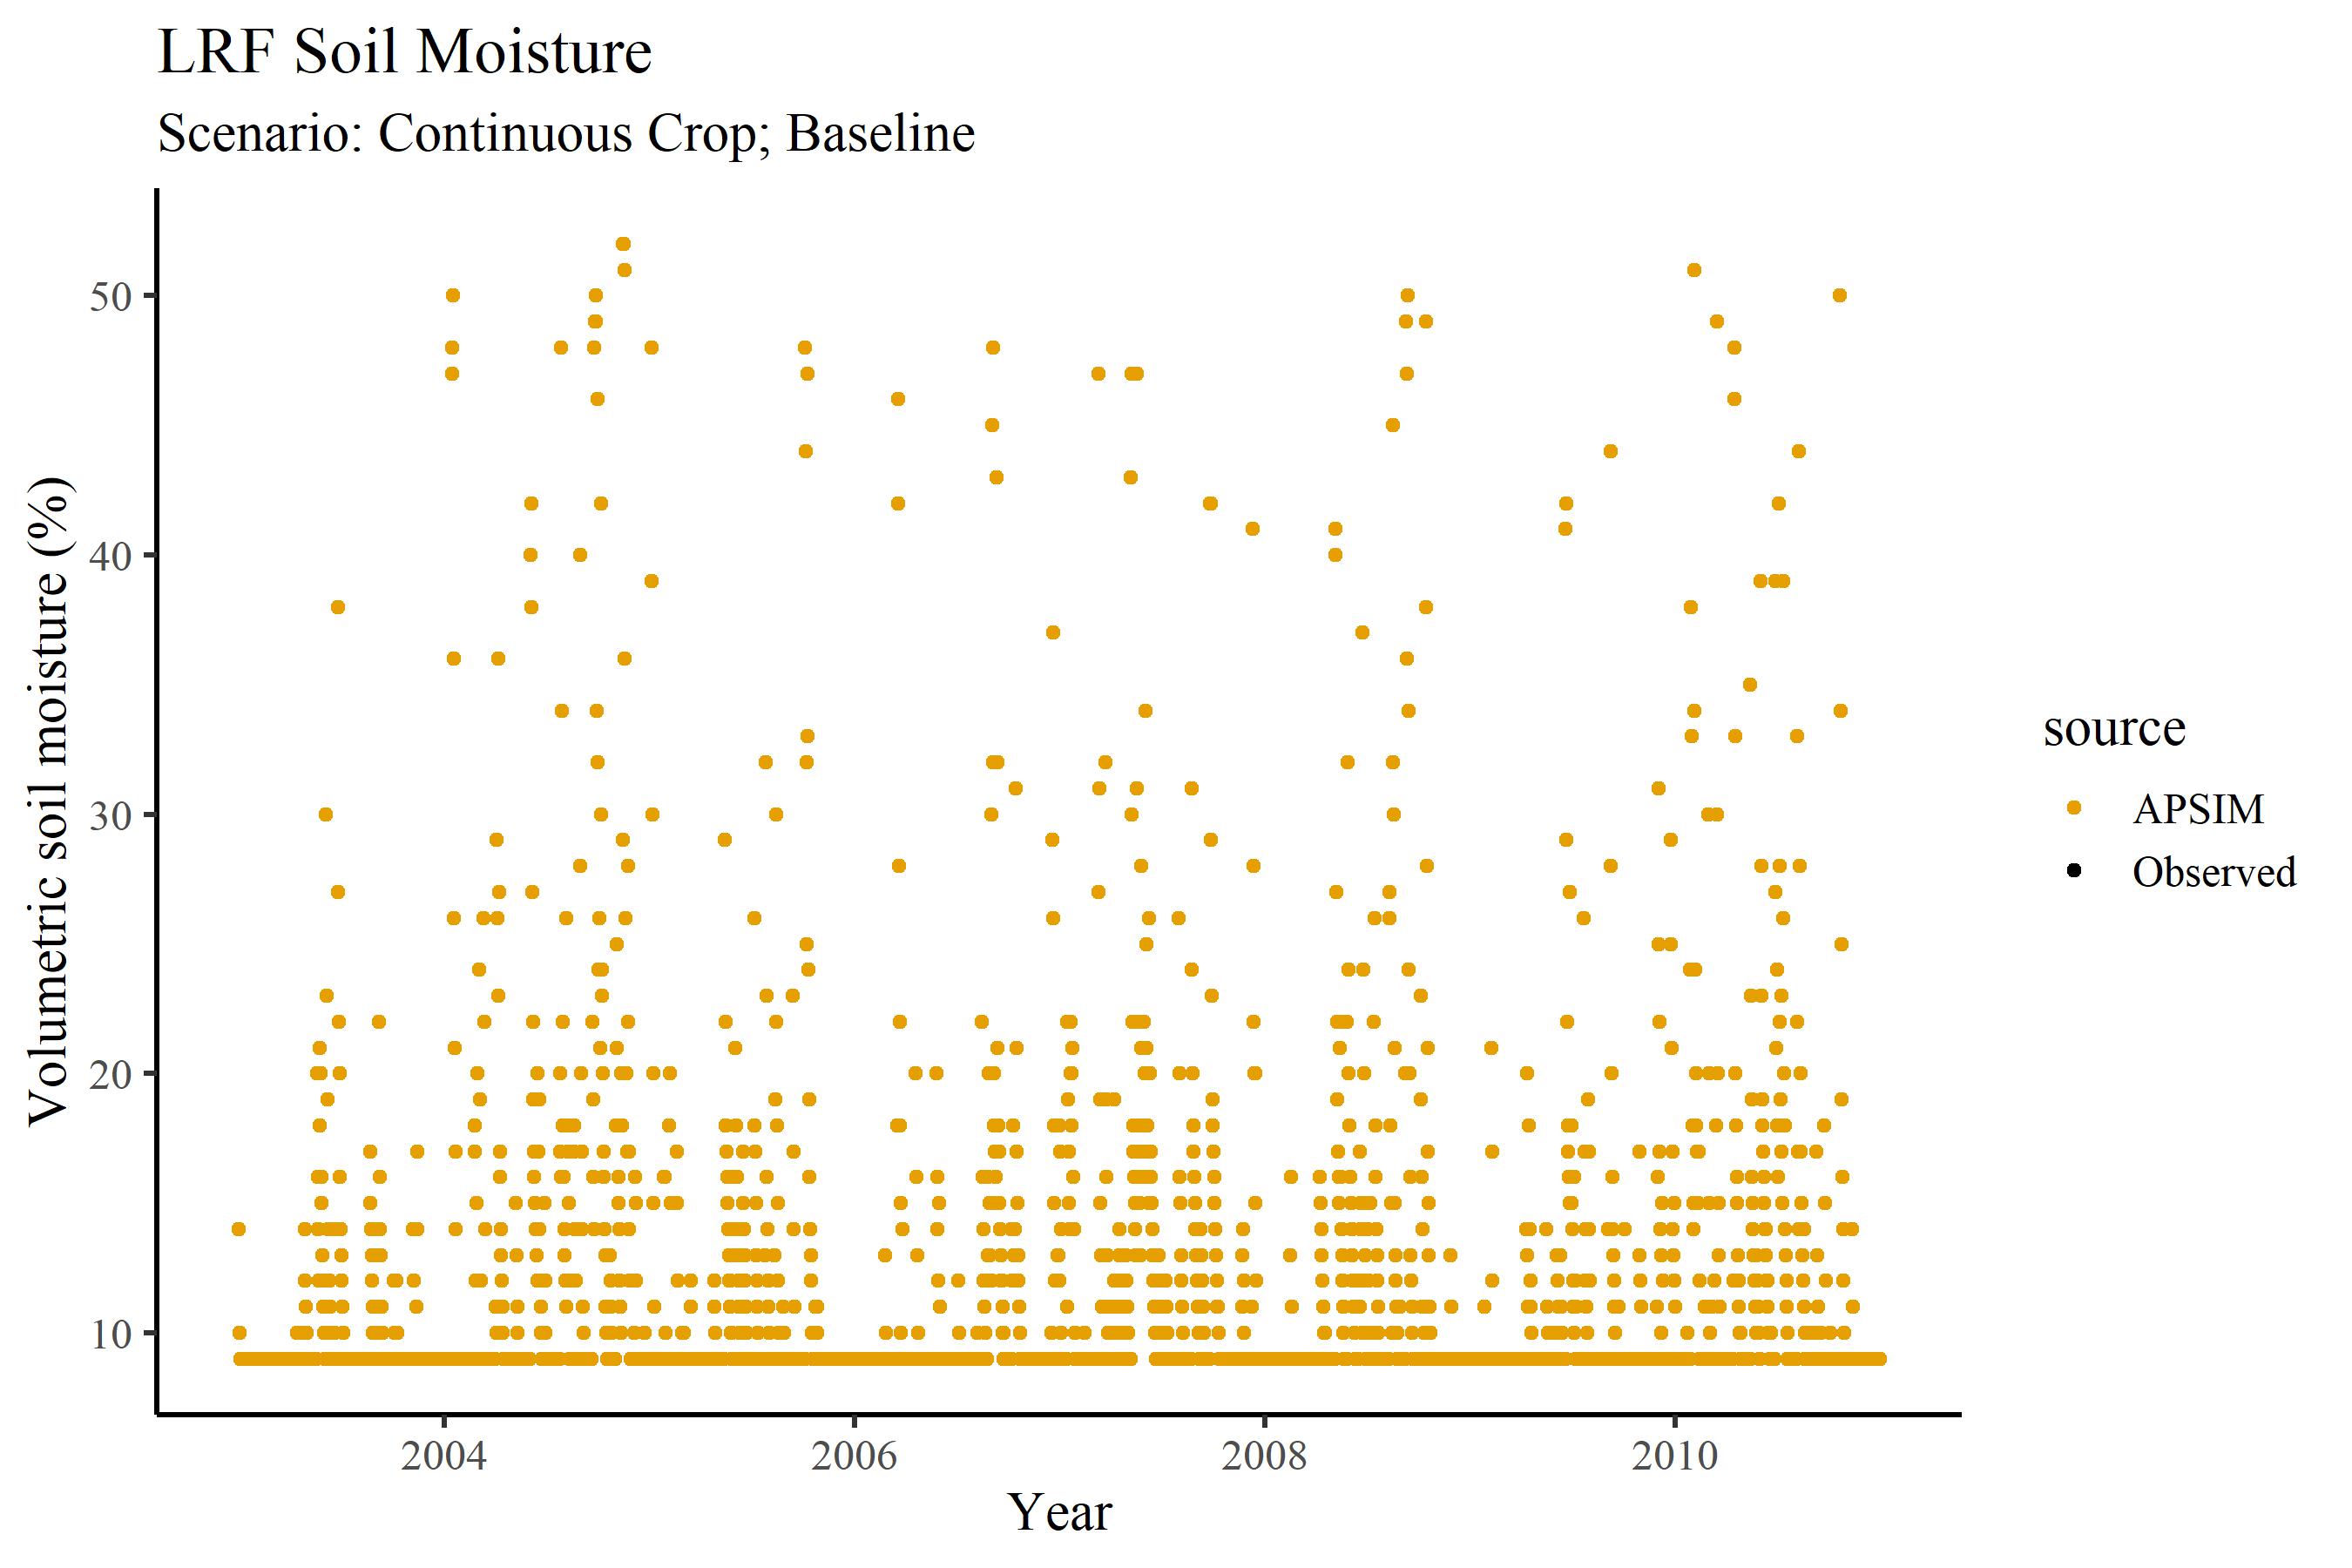 LRF Soil Moisture
Scenario: Continuous Crop; Baseline
Volumetric soil moisture (%)
50
40
30
20
10
2004 2006 2008 2010
Year
source
APSIM
Observed